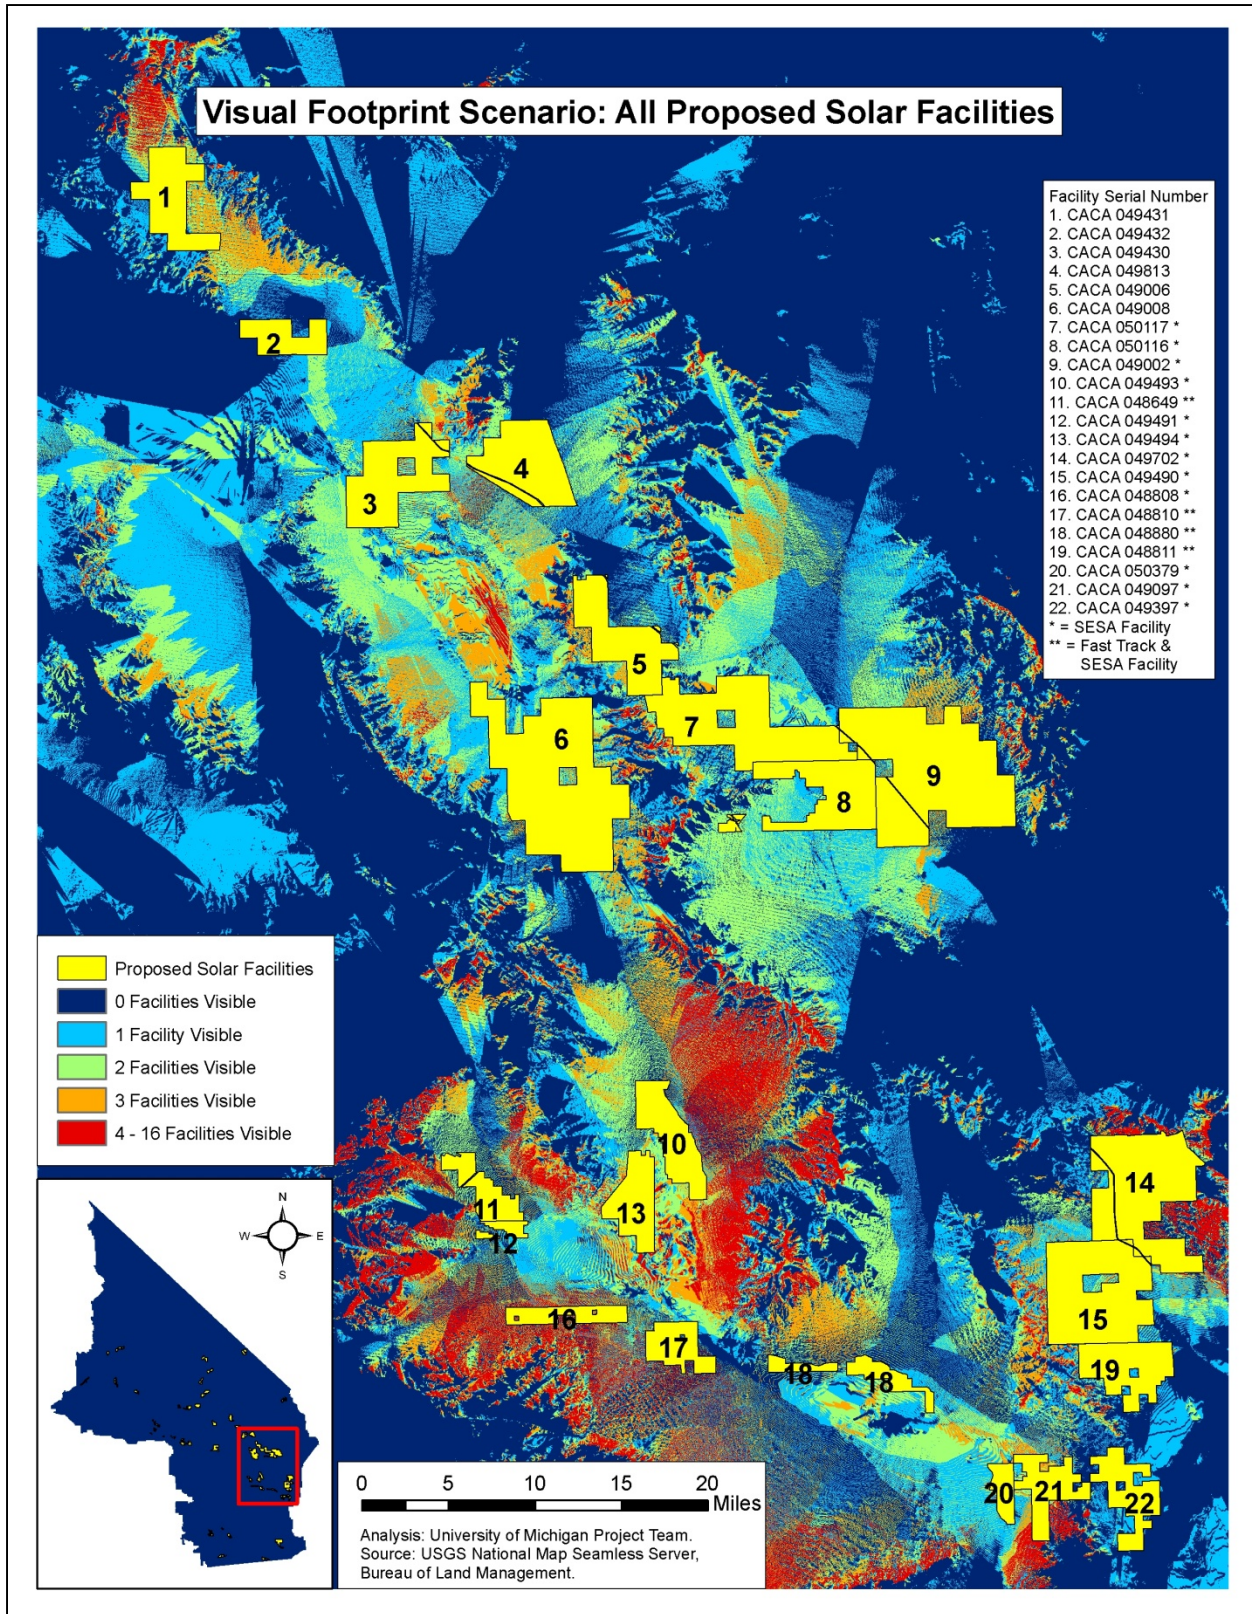 Visual Footprint Scenario: All Proposed Solar Facilities
Facility Serial Number
1. CACA 049431
2. CACA 049432
3. CACA 049430
4. CACA 049813
5. CACA 049006
6. CACA 049008
7. CACA 050117 *
8. CACA 050116 *
9. CACA 049002 *
10. CACA 049493 *
11. CACA 048649 **
12. CACA 049491 *
13. CACA 049494 *
14. CACA 049702 *
15. CACA 049490 *
16. CACA 048808 *
17. CACA 048810 **
18. CACA 048880 **
19. CACA 048811 **
20. CACA 050379 *
21. CACA 049097 *
22. CACA 049397 *
* = SESA Facility
** = Fast Track &
SESA Facility
1
2
3
4
5
6
7
8
9
10
11
12
13
14
15
16
17
18
18
19
20
21
22
Proposed Solar Facilities
0 Facilities Visible
1 Facility Visible
2 Facilities Visible
3 Facilities Visible
4 - 16 Facilities Visible
N
W E
S
0 5 10 15 20
Miles
Analysis: University of Michigan Project Team.
Source: USGS National Map Seamless Server,
Bureau of Land Management.